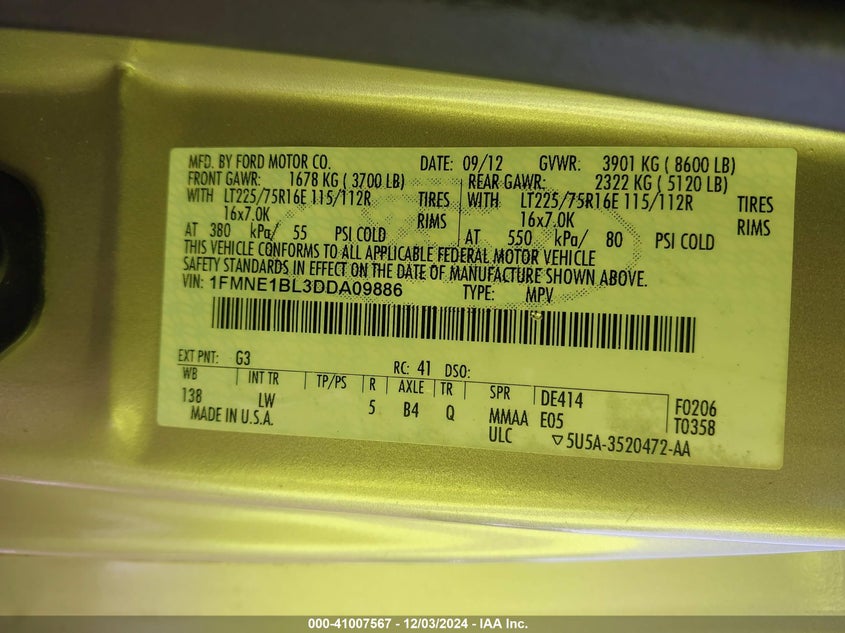 MFD. BY FORD MOTOR CO. DATE: 09/12 GVWR: 3901 KG ( 8600 LB)
FRONT GAWR: 1678 KG ( 3700 LB) REAR GAWR: 2322 KG ( 5120 LB)
WITH LT225/75R16E 115/112R TIRES WITH LT225/75R16E 115/112R TIRES
16x7.0K RIMS 16x7.0K RIMS
AT 380 kPa/ 55 PSI COLD AT 550 kPa/ 80 PSI COLD
THIS VEHICLE CONFORMS TO ALL APPLICABLE FEDERAL MOTOR VEHICLE
SAFETY STANDARDS IN EFFECT ON THE DATE OF MANUFACTURE SHOWN ABOVE.
VIN: 1FMNE1BL3DDA09886 TYPE: MPV
EXT PNT: G3 RC: 41 DSO:
WB INT TR TP/PS R AXLE TR SPR DE414 F0206
138 LW 5 B4 Q MMAA E05 T0358
MADE IN U.S.A. ULC ▽5U5A-3520472-AA
000-41007567 - 12/03/2024 - IAA Inc.